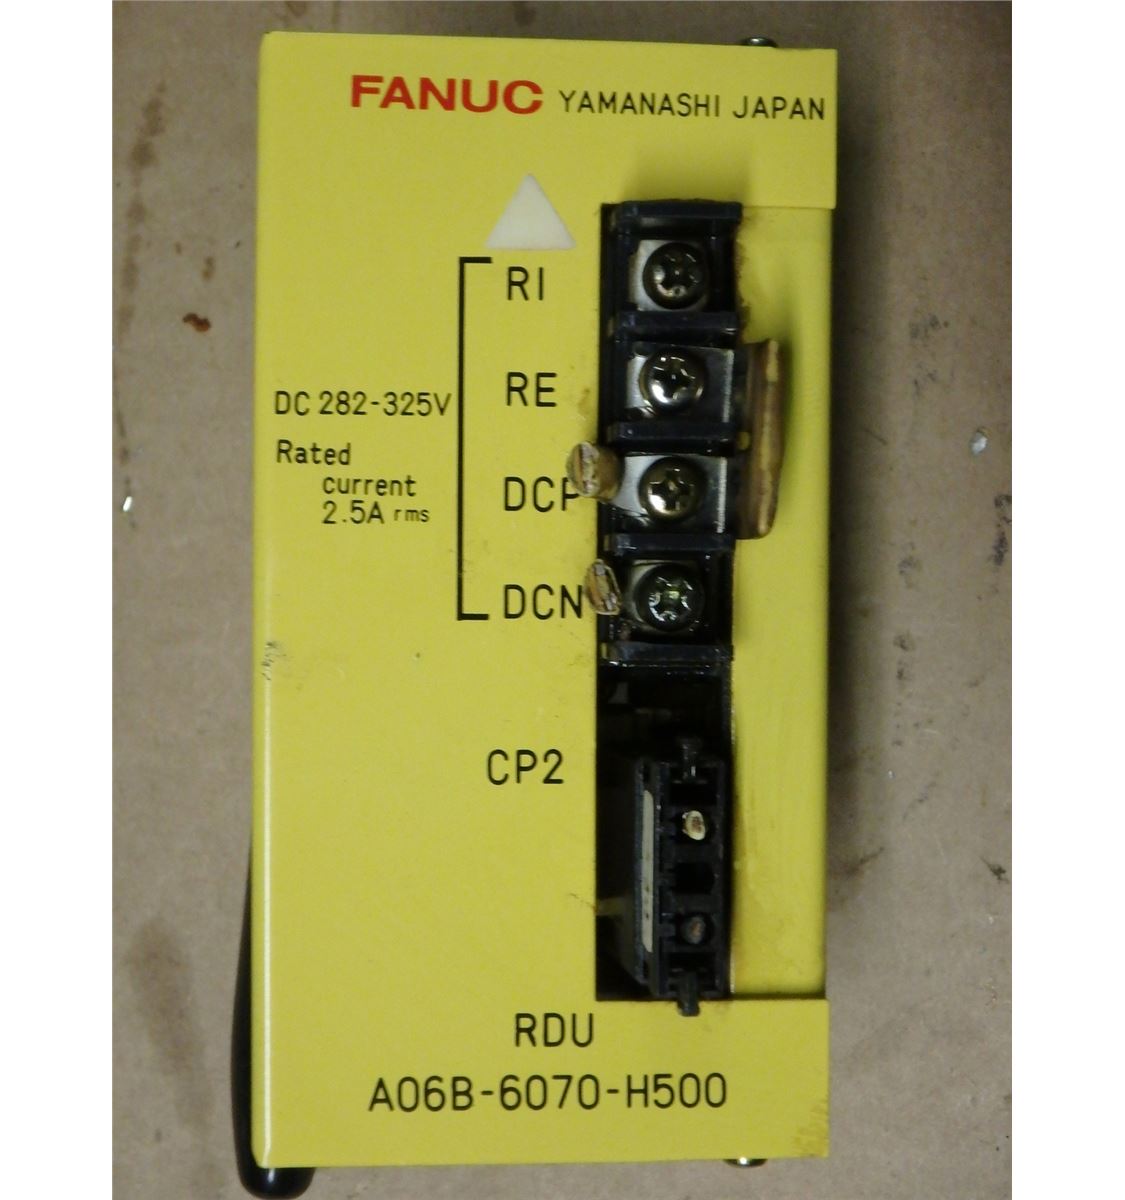 FANUC YAMANASHI JAPAN
RI
RE
DC 282-325V
Rated
current
2.5A rms
DCP
DCN
CP2
RDU
A06B-6070-H500